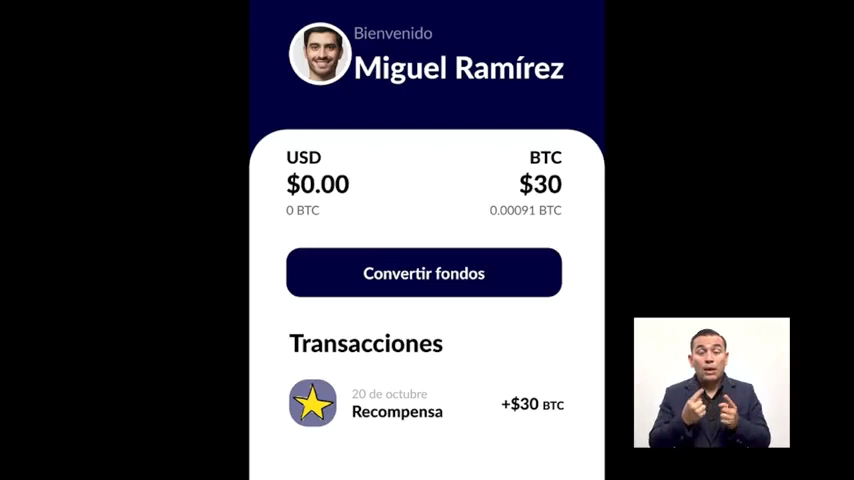 Bienvenido
Miguel Ramírez
USD
BTC
$0.00
$30
0 BTC
0.00091 BTC
Convertir fondos
Transacciones
20 de octubre
Recompensa
+$30 BTC